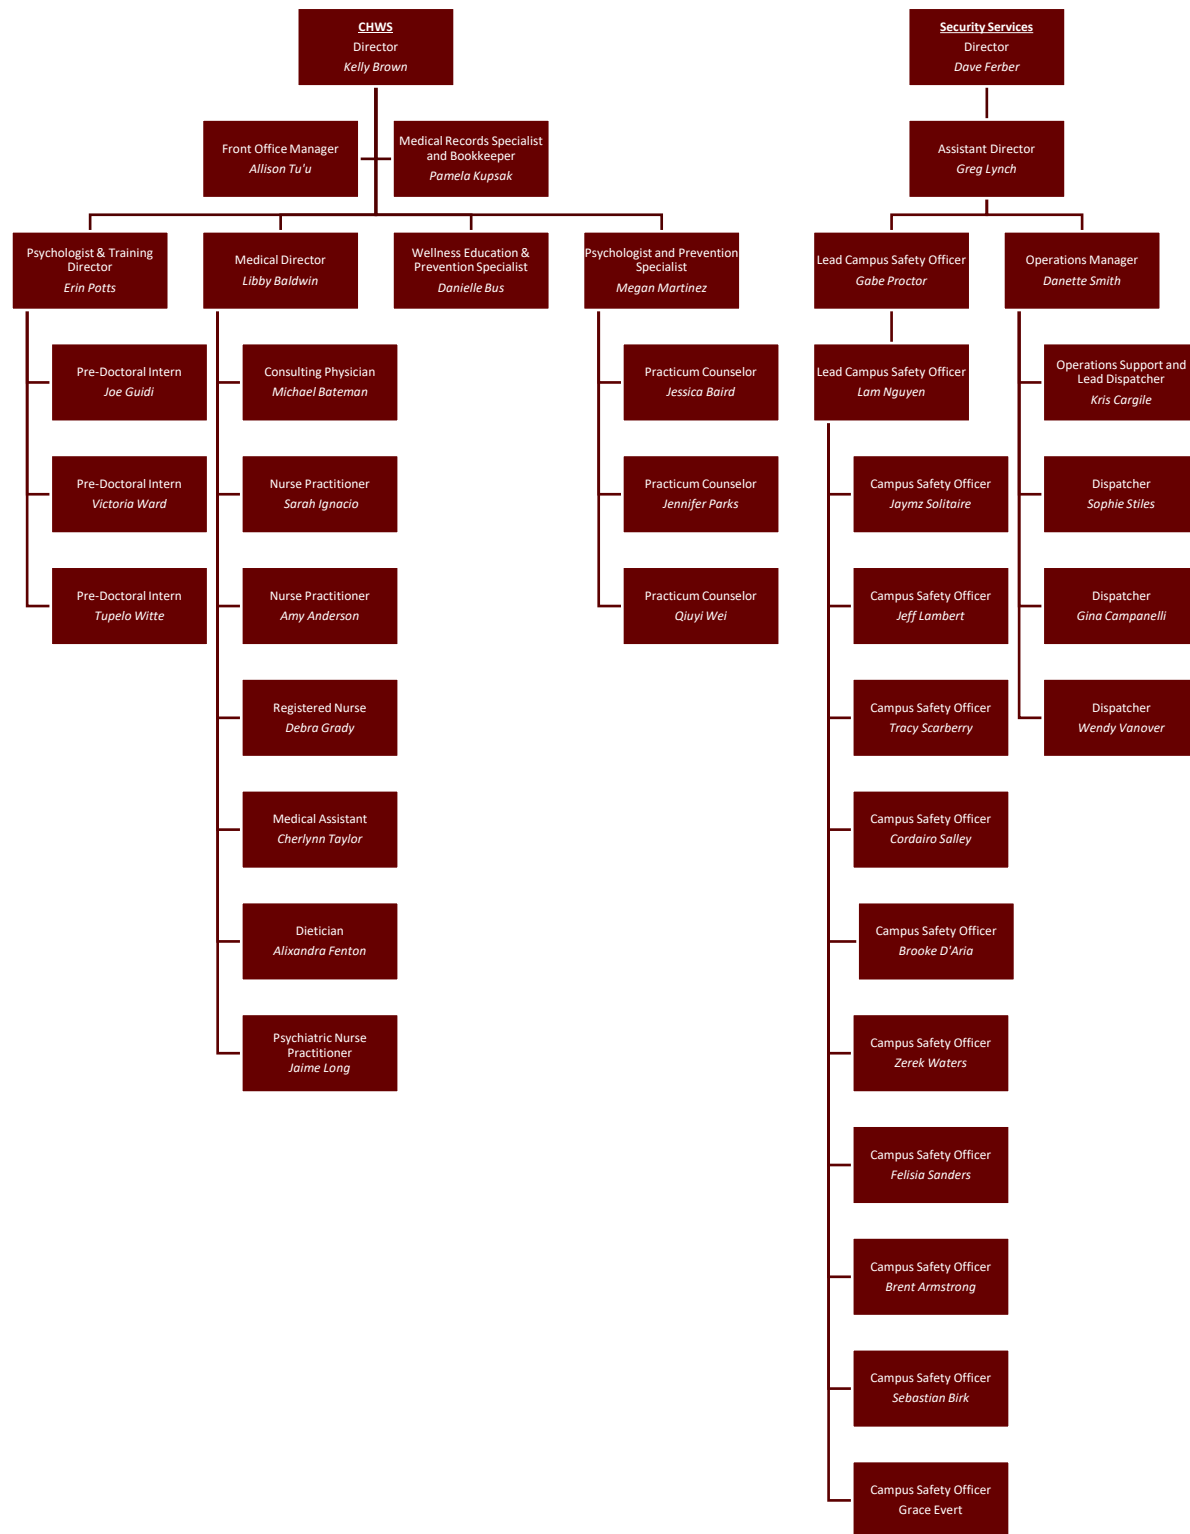 CHWS
Director
Kelly Brown
Front Office Manager
Allison Tu'u
Medical Records Specialist
and Bookkeeper
Pamela Kupsak
Psychologist & Training
Director
Erin Potts
Medical Director
Libby Baldwin
Wellness Education &
Prevention Specialist
Danielle Bus
Psychologist and Prevention
Specialist
Megan Martinez
Pre-Doctoral Intern
Joe Guidi
Pre-Doctoral Intern
Victoria Ward
Pre-Doctoral Intern
Tupelo Witte
Consulting Physician
Michael Bateman
Nurse Practitioner
Sarah Ignacio
Nurse Practitioner
Amy Anderson
Registered Nurse
Debra Grady
Medical Assistant
Cherlynn Taylor
Dietician
Alixandra Fenton
Psychiatric Nurse
Practitioner
Jaime Long
Practicum Counselor
Jessica Baird
Practicum Counselor
Jennifer Parks
Practicum Counselor
Qiuyi Wei
Security Services
Director
Dave Ferber
Assistant Director
Greg Lynch
Lead Campus Safety Officer
Gabe Proctor
Operations Manager
Danette Smith
Lead Campus Safety Officer
Lam Nguyen
Campus Safety Officer
Jaymz Solitaire
Campus Safety Officer
Jeff Lambert
Campus Safety Officer
Tracy Scarberry
Campus Safety Officer
Cordairo Salley
Campus Safety Officer
Brooke D'Aria
Campus Safety Officer
Zerek Waters
Campus Safety Officer
Felisia Sanders
Campus Safety Officer
Brent Armstrong
Campus Safety Officer
Sebastian Birk
Campus Safety Officer
Grace Evert
Operations Support and
Lead Dispatcher
Kris Cargile
Dispatcher
Sophie Stiles
Dispatcher
Gina Campanelli
Dispatcher
Wendy Vanover